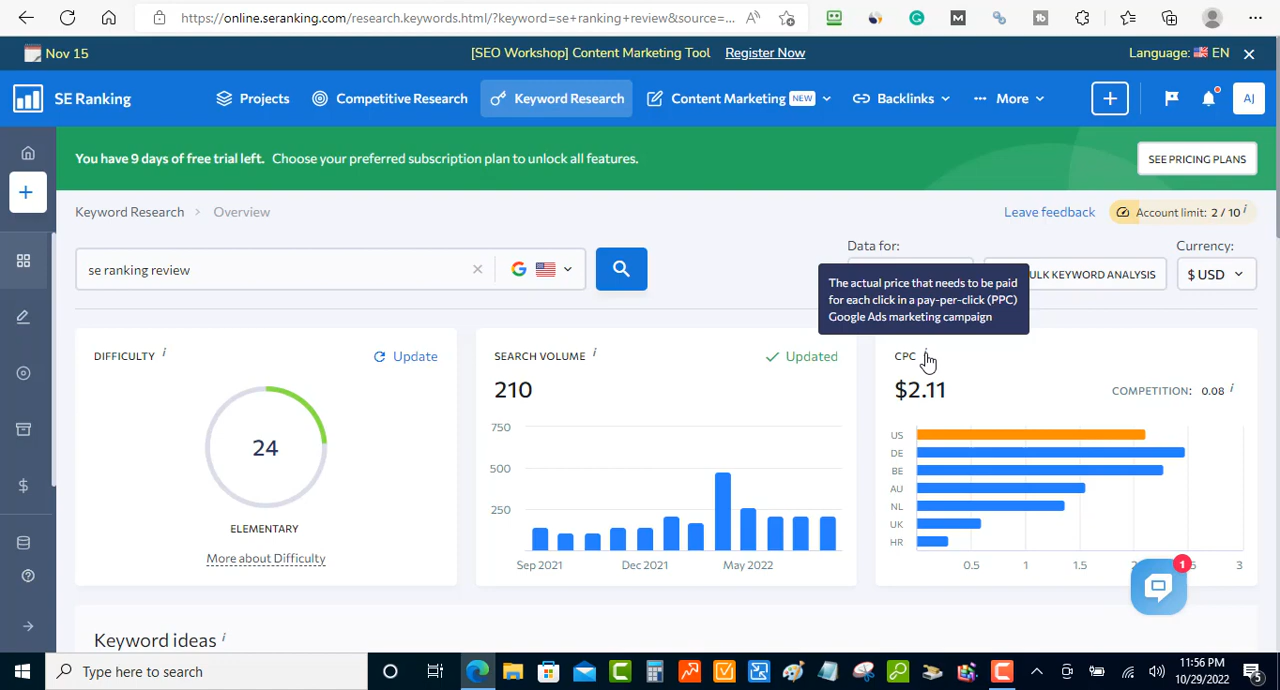 https://online.seranking.com/research.keywords.html/?keyword=se+ranking+review&source=...
Nov 15
[SEO Workshop] Content Marketing Tool Register Now
Language: EN
SE Ranking
Projects
Competitive Research
Keyword Research
Content Marketing NEW
Backlinks
More
AJ
You have 9 days of free trial left. Choose your preferred subscription plan to unlock all features.
SEE PRICING PLANS
Keyword Research > Overview
Leave feedback
Account limit: 2 / 10 i
Data for:
Currency:
se ranking review
ULK KEYWORD ANALYSIS
$ USD
The actual price that needs to be paid
for each click in a pay-per-click (PPC)
Google Ads marketing campaign
DIFFICULTY i
Update
24
ELEMENTARY
More about Difficulty
SEARCH VOLUME i
Updated
210
750
500
250
Sep 2021
Dec 2021
May 2022
CPC
$2.11
COMPETITION: 0.08 i
US
DE
BE
AU
NL
UK
HR
0.5
1
1.5
3
1
Keyword ideas i
Type here to search
11:56 PM
10/29/2022
5